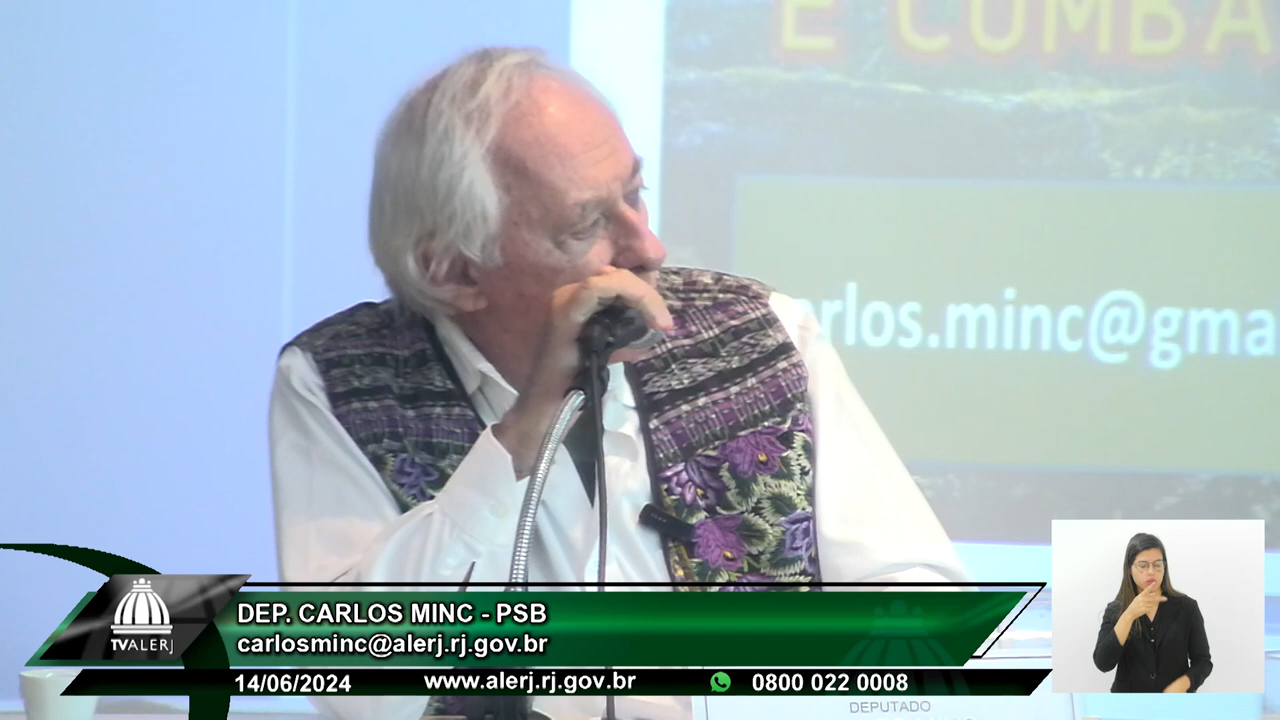 E COMBA
arlos.minc@gma
DEP. CARLOS MINC - PSB
carlosminc@alerj.rj.gov.br
TVALERJ
14/06/2024 www.alerj.rj.gov.br 0800 022 0008
DEPUTADO